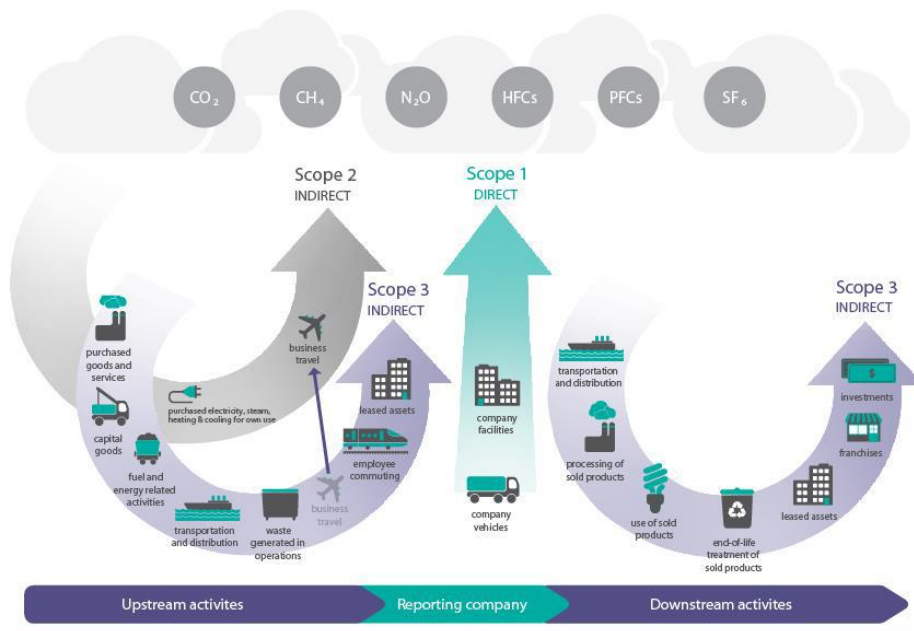 CO₂
CH₄
N₂O
HFCs
PFCs
SF₆
Scope 2
INDIRECT
Scope 1
DIRECT
Scope 3
INDIRECT
Scope 3
INDIRECT
purchased
goods and
services
capital
goods
fuel and
energy related
activities
transportation
and distribution
waste
generated in
operations
business
travel
employee
commuting
leased assets
purchased electricity, steam,
heating & cooling for own use
business
travel
company
facilities
company
vehicles
transportation
and distribution
processing of
sold products
use of sold
products
end-of-life
treatment of
sold products
leased assets
franchises
investments
$
Upstream activites
Reporting company
Downstream activites